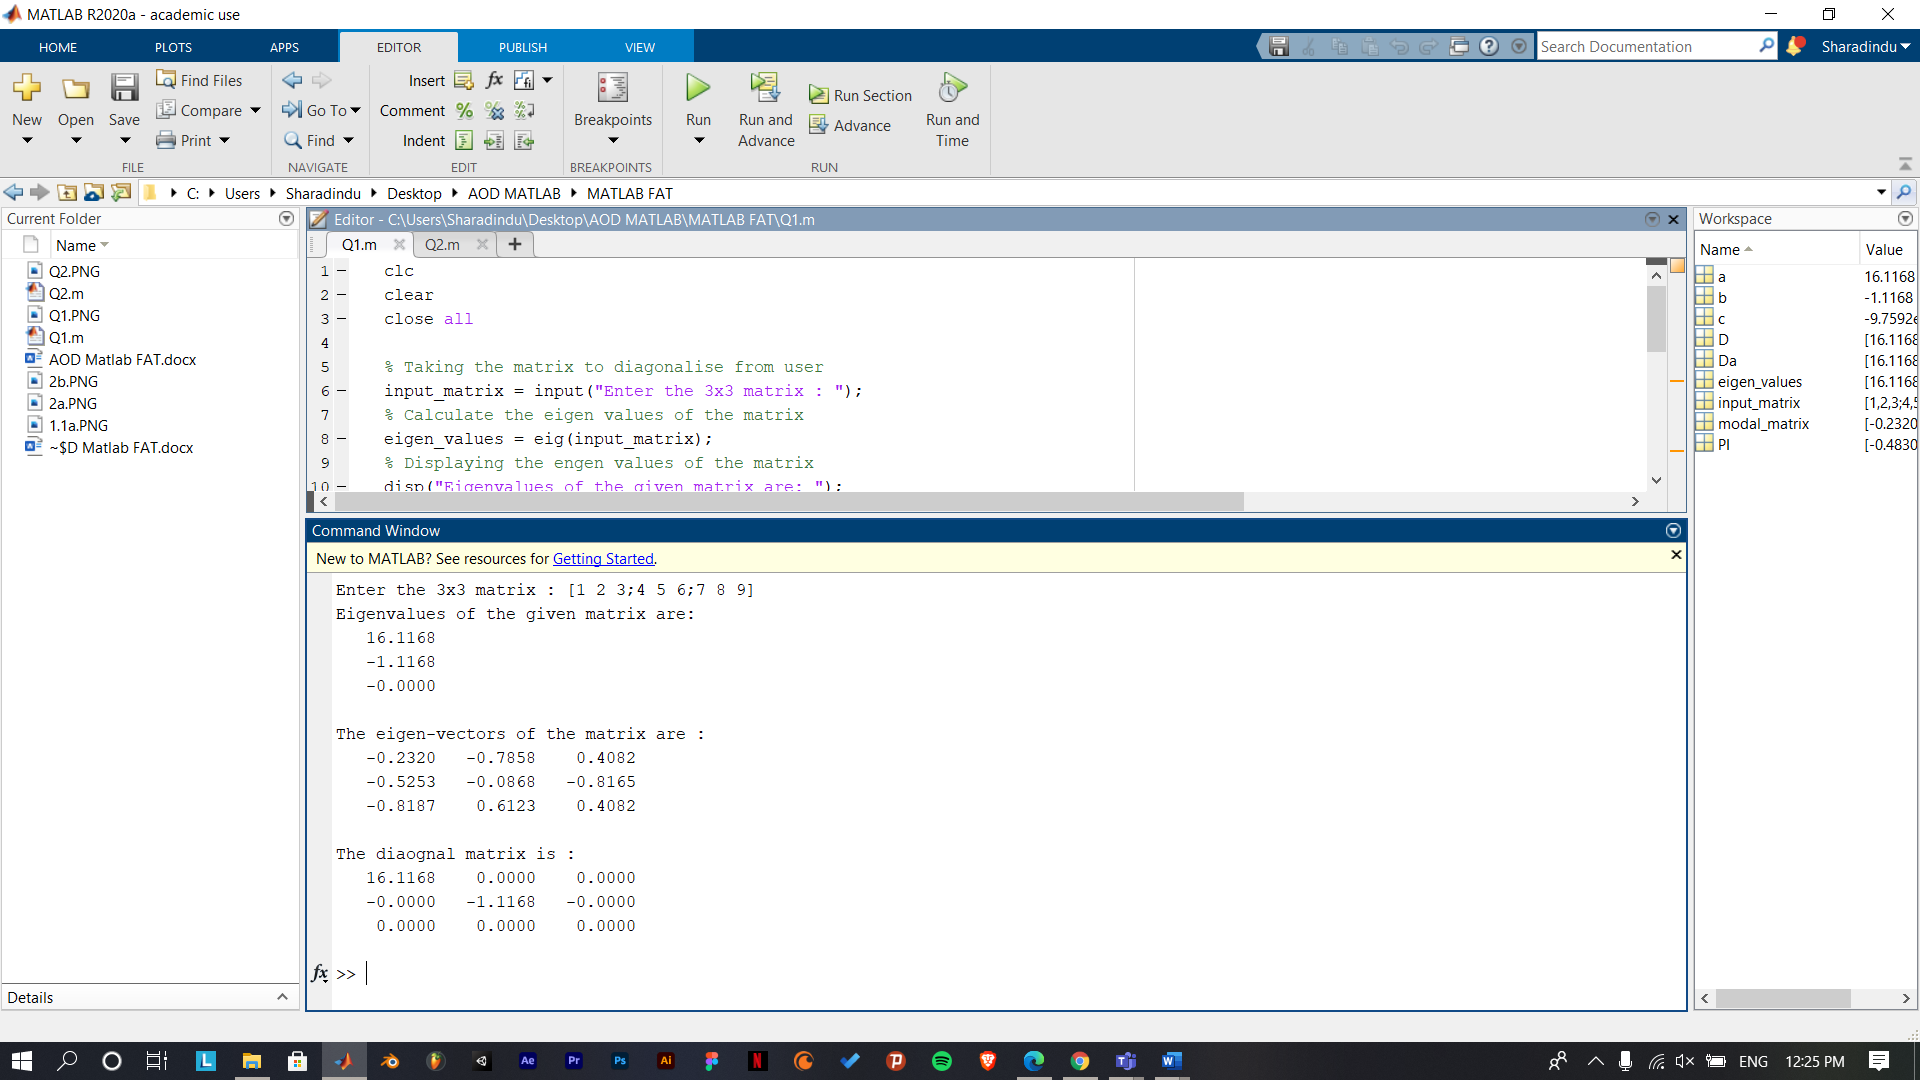 MATLAB R2020a - academic use
HOME PLOTS APPS EDITOR PUBLISH VIEW
Search Documentation
Sharadindu
New
Open
Save
Find Files
Compare
Print
FILE
Go To
Find
NAVIGATE
Insert
Comment
Indent
EDIT
Breakpoints
BREAKPOINTS
Run
Run and
Advance
Run Section
Advance
Run and
Time
RUN
C: Users Sharadindu Desktop AOD MATLAB MATLAB FAT
Current Folder
Name
Q2.PNG
Q2.m
Q1.PNG
Q1.m
AOD Matlab FAT.docx
2b.PNG
2a.PNG
1.1a.PNG
~$D Matlab FAT.docx
Details
Editor - C:\Users\Sharadindu\Desktop\AOD MATLAB\MATLAB FAT\Q1.m
Q1.m Q2.m
1 clc
2 clear
3 close all
4
5 % Taking the matrix to diagonalise from user
6 input_matrix = input("Enter the 3x3 matrix : ");
7 % Calculate the eigen values of the matrix
8 eigen_values = eig(input_matrix);
9 % Displaying the engen values of the matrix
10 disp("Eigenvalues of the given matrix are: ");
Command Window
New to MATLAB? See resources for Getting Started.
Enter the 3x3 matrix : [1 2 3;4 5 6;7 8 9]
Eigenvalues of the given matrix are:
16.1168
-1.1168
-0.0000
The eigen-vectors of the matrix are :
-0.2320 -0.7858 0.4082
-0.5253 -0.0868 -0.8165
-0.8187 0.6123 0.4082
The diaognal matrix is :
16.1168 0.0000 0.0000
-0.0000 -1.1168 -0.0000
0.0000 0.0000 0.0000
fx >>
Workspace
Name Value
a 16.1168
b -1.1168
c -9.7592e
D [16.1168
Da [16.1168
eigen_values [16.1168
input_matrix [1,2,3;4,5
modal_matrix [-0.2320
PI [-0.4830
ENG 12:25 PM